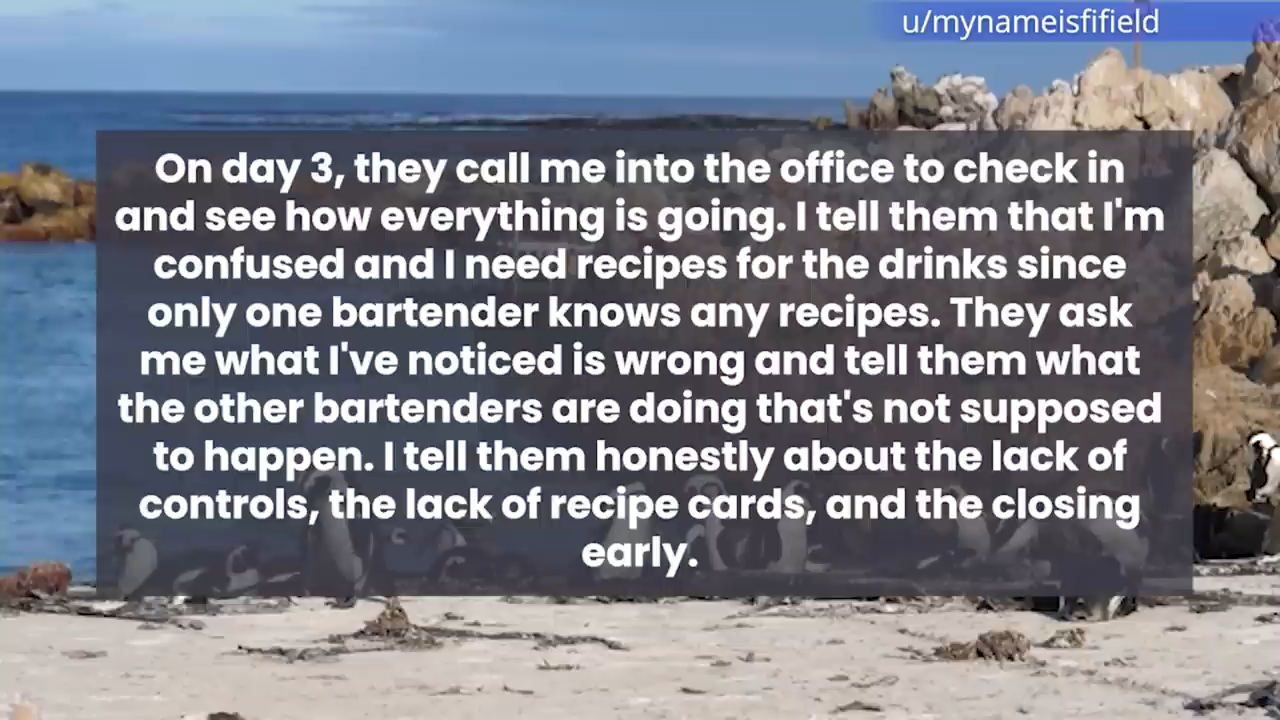 u/mynameisfifield
On day 3, they call me into the office to check in
and see how everything is going. I tell them that I'm
confused and I need recipes for the drinks since
only one bartender knows any recipes. They ask
me what I've noticed is wrong and tell them what
the other bartenders are doing that's not supposed
to happen. I tell them honestly about the lack of
controls, the lack of recipe cards, and the closing
early.